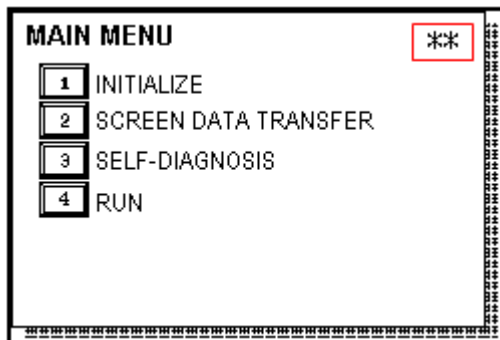 MAIN MENU
**
1 INITIALIZE
2 SCREEN DATA TRANSFER
3 SELF-DIAGNOSIS
4 RUN